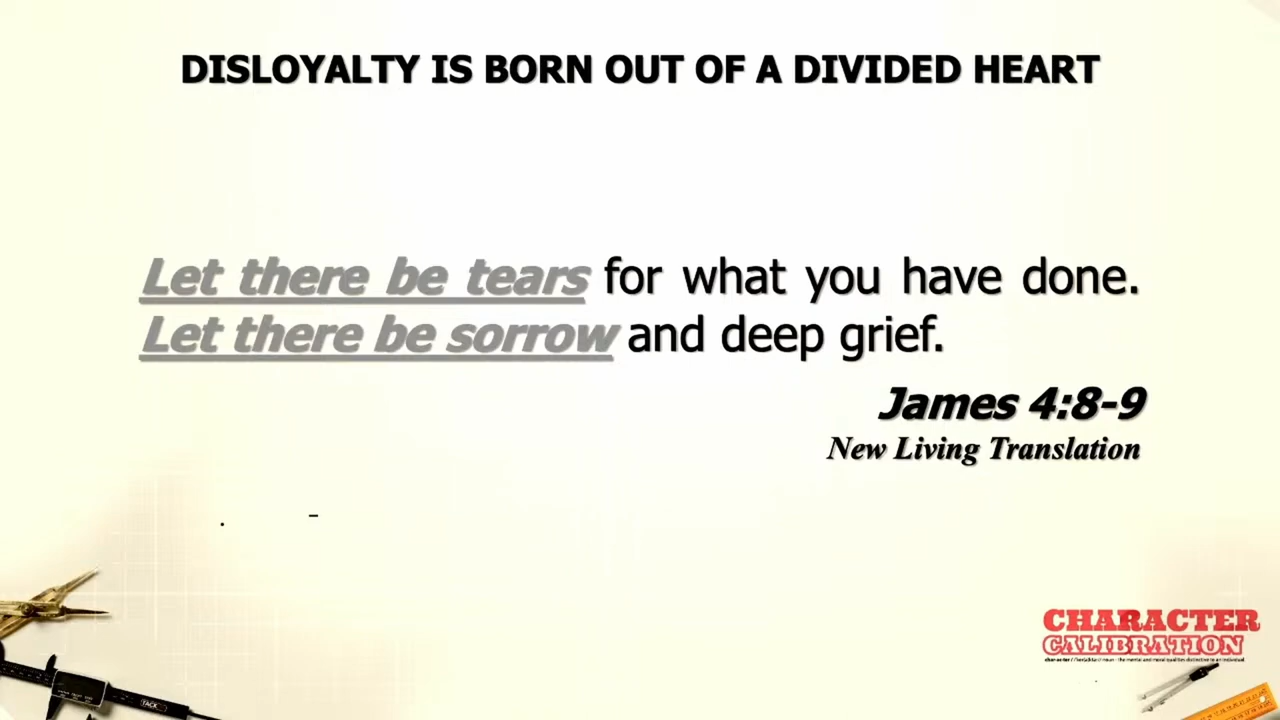 DISLOYALTY IS BORN OUT OF A DIVIDED HEART
Let there be tears for what you have done.
Let there be sorrow and deep grief.
James 4:8-9
New Living Translation
. -
CHARACTER
CALIBRATION